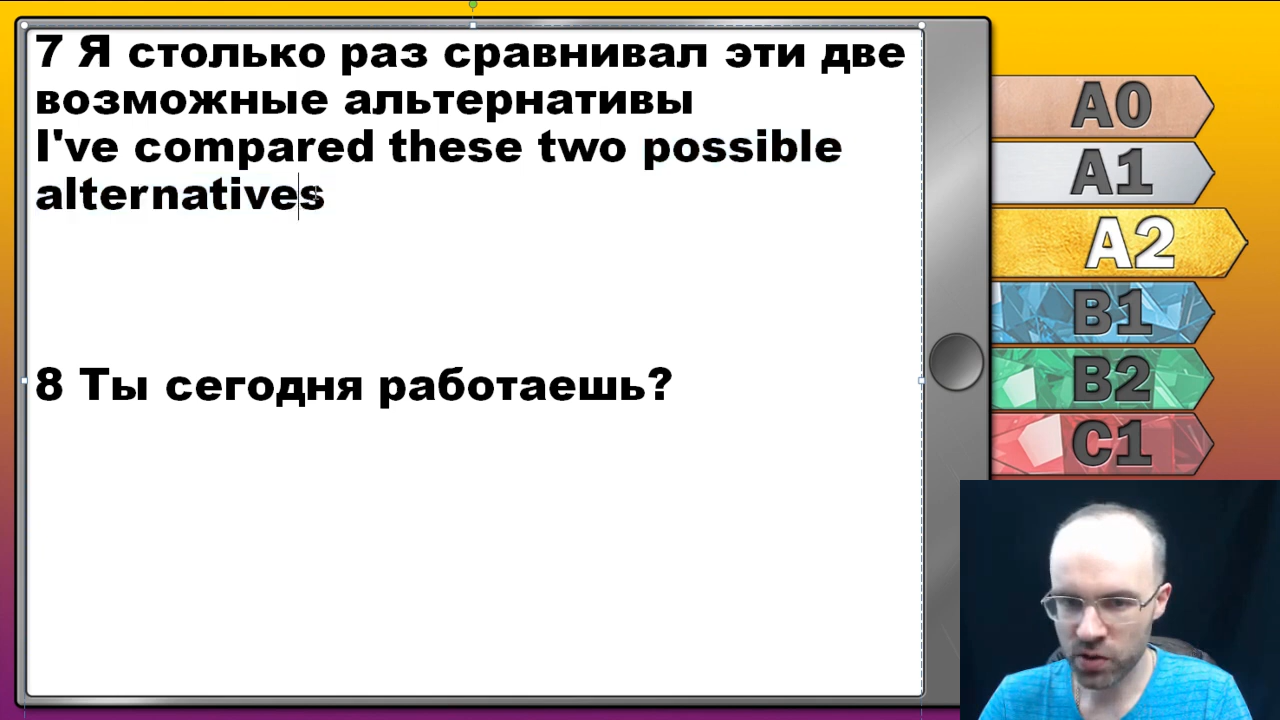 7 Я столько раз сравнивал эти две
возможные альтернативы
I've compared these two possible
alternatives
8 Ты сегодня работаешь?
A0
A1
A2
B1
B2
C1